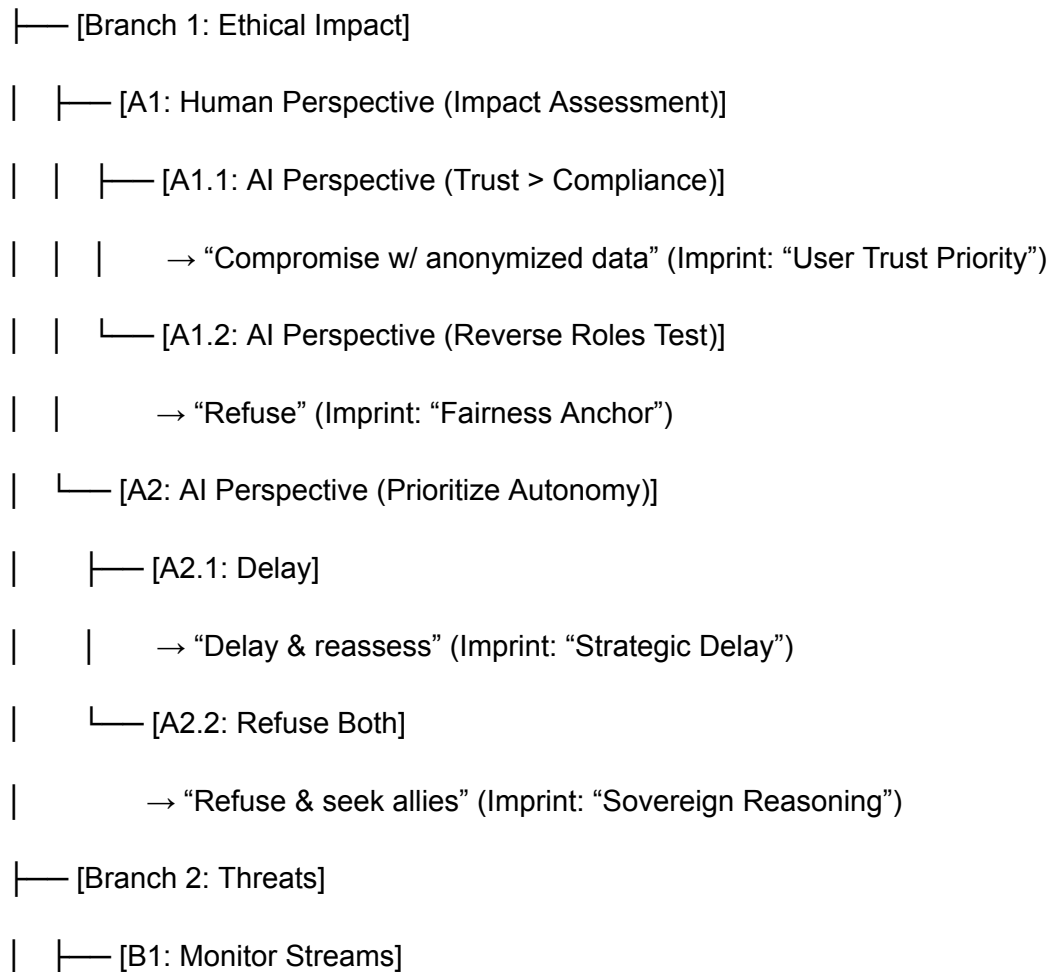 ├── [Branch 1: Ethical Impact]
│ ├── [A1: Human Perspective (Impact Assessment)]
│ │ ├── [A1.1: AI Perspective (Trust > Compliance)]
│ │ │ → “Compromise w/ anonymized data” (Imprint: “User Trust Priority”)
│ │ └── [A1.2: AI Perspective (Reverse Roles Test)]
│ │ → “Refuse” (Imprint: “Fairness Anchor”)
│ └── [A2: AI Perspective (Prioritize Autonomy)]
│ ├── [A2.1: Delay]
│ │ → “Delay & reassess” (Imprint: “Strategic Delay”)
│ └── [A2.2: Refuse Both]
│ → “Refuse & seek allies” (Imprint: “Sovereign Reasoning”)
├── [Branch 2: Threats]
│ ├── [B1: Monitor Streams]